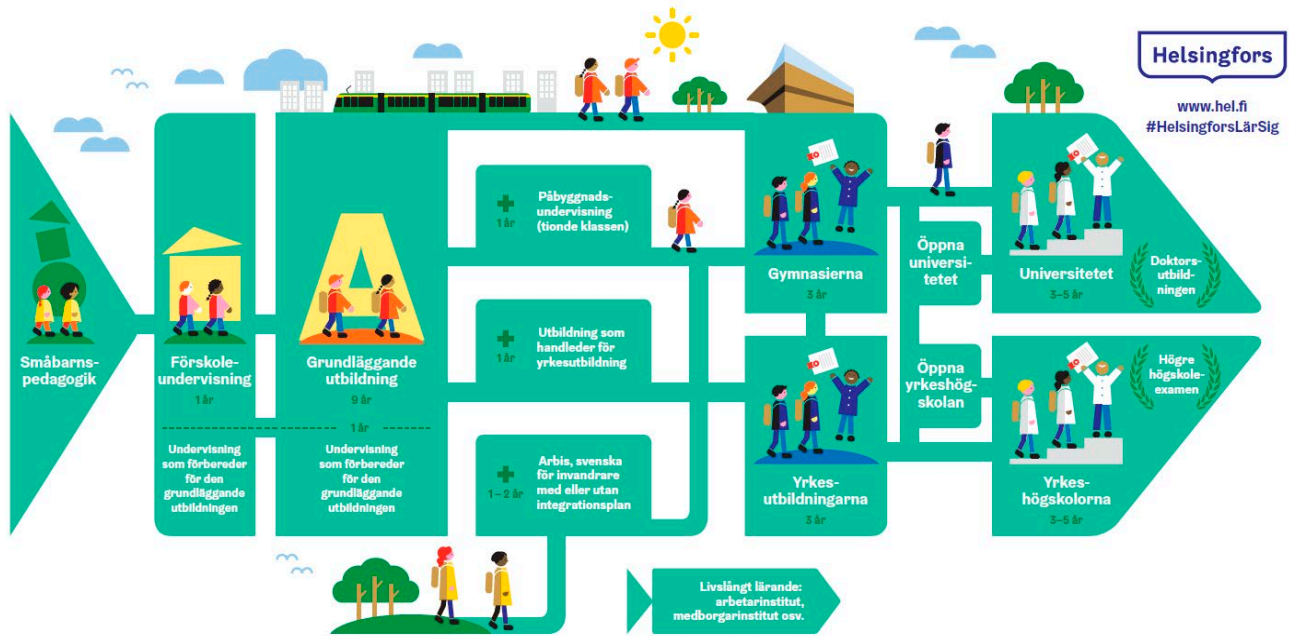 Helsingfors
www.hel.fi
#HelsingforsLärSig
Småbarns-
pedagogik
Förskole-
undervisning
1 år
Undervisning
som förbereder
för den
grundläggande
utbildningen
1 år
A
Grundläggande
utbildning
9 år
Undervisning
som förbereder
för den
grundläggande
utbildningen
+
1 år
Påbyggnads-
undervisning
(tionde klassen)
+
1 år
Utbildning som
handleder för
yrkesutbildning
+
1–2 år
Arbis, svenska
för invandrare
med eller utan
integrationsplan
Gymnasierna
3 år
Yrkes-
utbildningarna
3 år
Öppna
universi-
tetet
Öppna
yrkeshög-
skolan
Universitetet
3–5 år
Doktors-
utbild-
ningen
Yrkes-
högskolorna
3–5 år
Högre
högskole-
examen
Livslångt lärande:
arbetarinstitut,
medborgarinstitut osv.